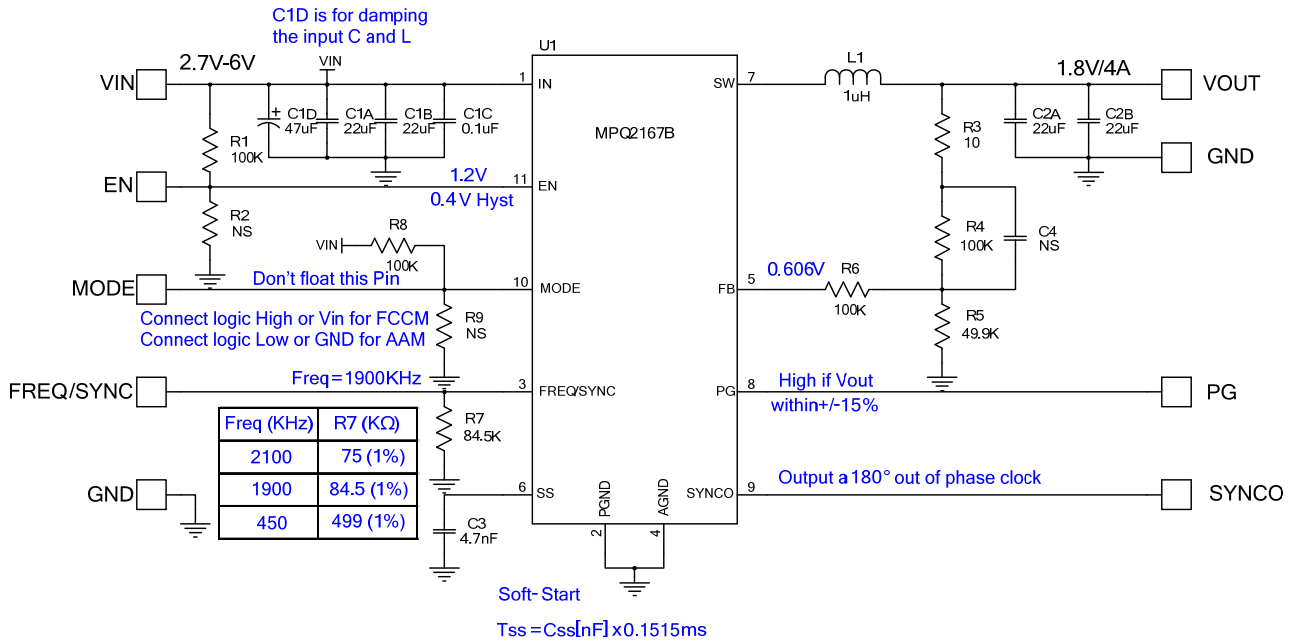 C1D is for damping
the input C and L
VIN
2.7V-6V
VIN
C1D
47uF
C1A
22uF
C1B
22uF
C1C
0.1uF
R1
100K
EN
1.2V
0.4V Hyst
R2
NS
VIN
R8
100K
MODE
Don't float this Pin
Connect logic High or Vin for FCCM
Connect logic Low or GND for AAM
R9
NS
FREQ/SYNC
Freq=1900KHz
Freq (KHz) R7 (KΩ)
2100 75 (1%)
1900 84.5 (1%)
450 499 (1%)
R7
84.5K
GND
C3
4.7nF
Soft-Start
Tss=Css[nF]x0.1515ms
U1
MPQ2167B
1 IN
11 EN
10 MODE
3 FREQ/SYNC
6 SS
2 PGND
4 AGND
SW 7
FB 5
PG 8
SYNCO 9
L1
1uH
1.8V/4A
VOUT
R3
10
C2A
22uF
C2B
22uF
GND
R4
100K
C4
NS
0.606V
R6
100K
R5
49.9K
High if Vout
within+/-15%
PG
Output a 180° out of phase clock
SYNCO